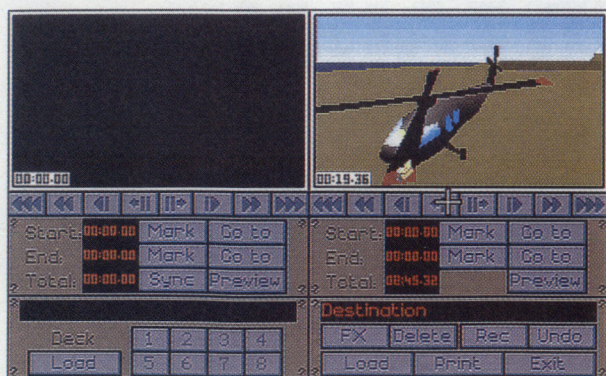 00:00.00
00:19.36
Start: 00:00.00 Mark Go to
End: 00:00.00 Mark Go to
Total: 00:00.00 Sync Preview
Start: 00:00.00 Mark Go to
End: 00:00.00 Mark Go to
Total: 02:45.32 Preview
Deck 1 2 3 4
Load 5 6 7 8
Destination
FX Delete Rec Undo
Load Print Exit